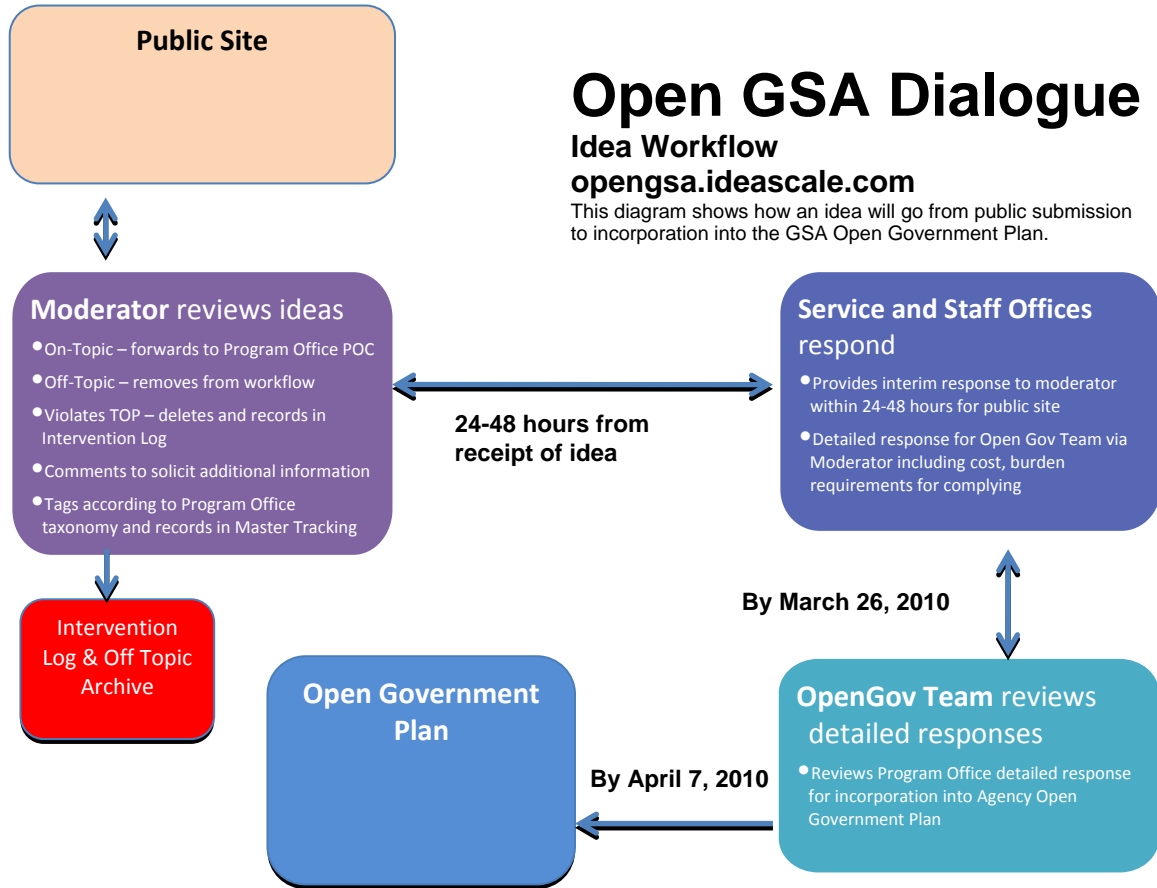 Public Site
Open GSA Dialogue
Idea Workflow
opengsa.ideascale.com
This diagram shows how an idea will go from public submission
to incorporation into the GSA Open Government Plan.
Moderator reviews ideas
•On-Topic – forwards to Program Office POC
•Off-Topic – removes from workflow
•Violates TOP – deletes and records in
Intervention Log
•Comments to solicit additional information
•Tags according to Program Office
taxonomy and records in Master Tracking
24-48 hours from
receipt of idea
Service and Staff Offices
respond
•Provides interim response to moderator
within 24-48 hours for public site
•Detailed response for Open Gov Team via
Moderator including cost, burden
requirements for complying
By March 26, 2010
Intervention
Log & Off Topic
Archive
Open Government
Plan
By April 7, 2010
OpenGov Team reviews
detailed responses
•Reviews Program Office detailed response
for incorporation into Agency Open
Government Plan